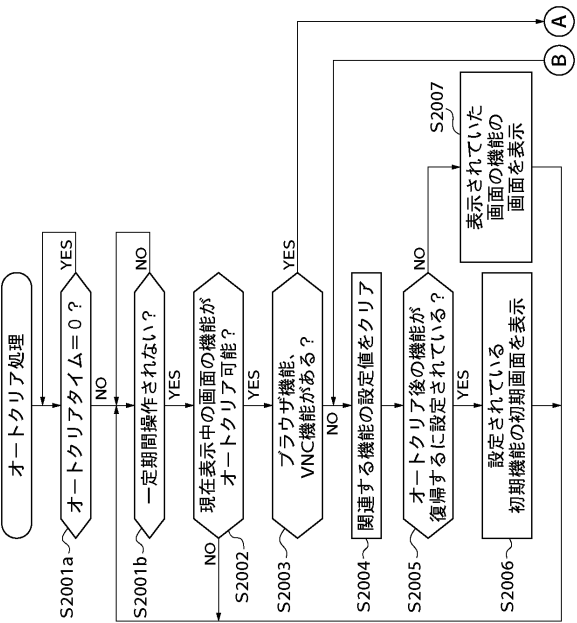 オートクリア処理
オートクリアタイム=0?
YES
NO
S2001a
一定期間操作されない?
NO
YES
S2001b
現在表示中の画面の機能が
オートクリア可能?
NO
YES
S2002
ブラウザ機能、
VNC機能がある?
YES
NO
S2003
A
B
関連する機能の設定値をクリア
S2004
オートクリア後の機能が
復帰するに設定されている?
NO
YES
S2005
設定されている
初期機能の初期画面を表示
S2006
S2007
表示されていた
画面の機能の
画面を表示